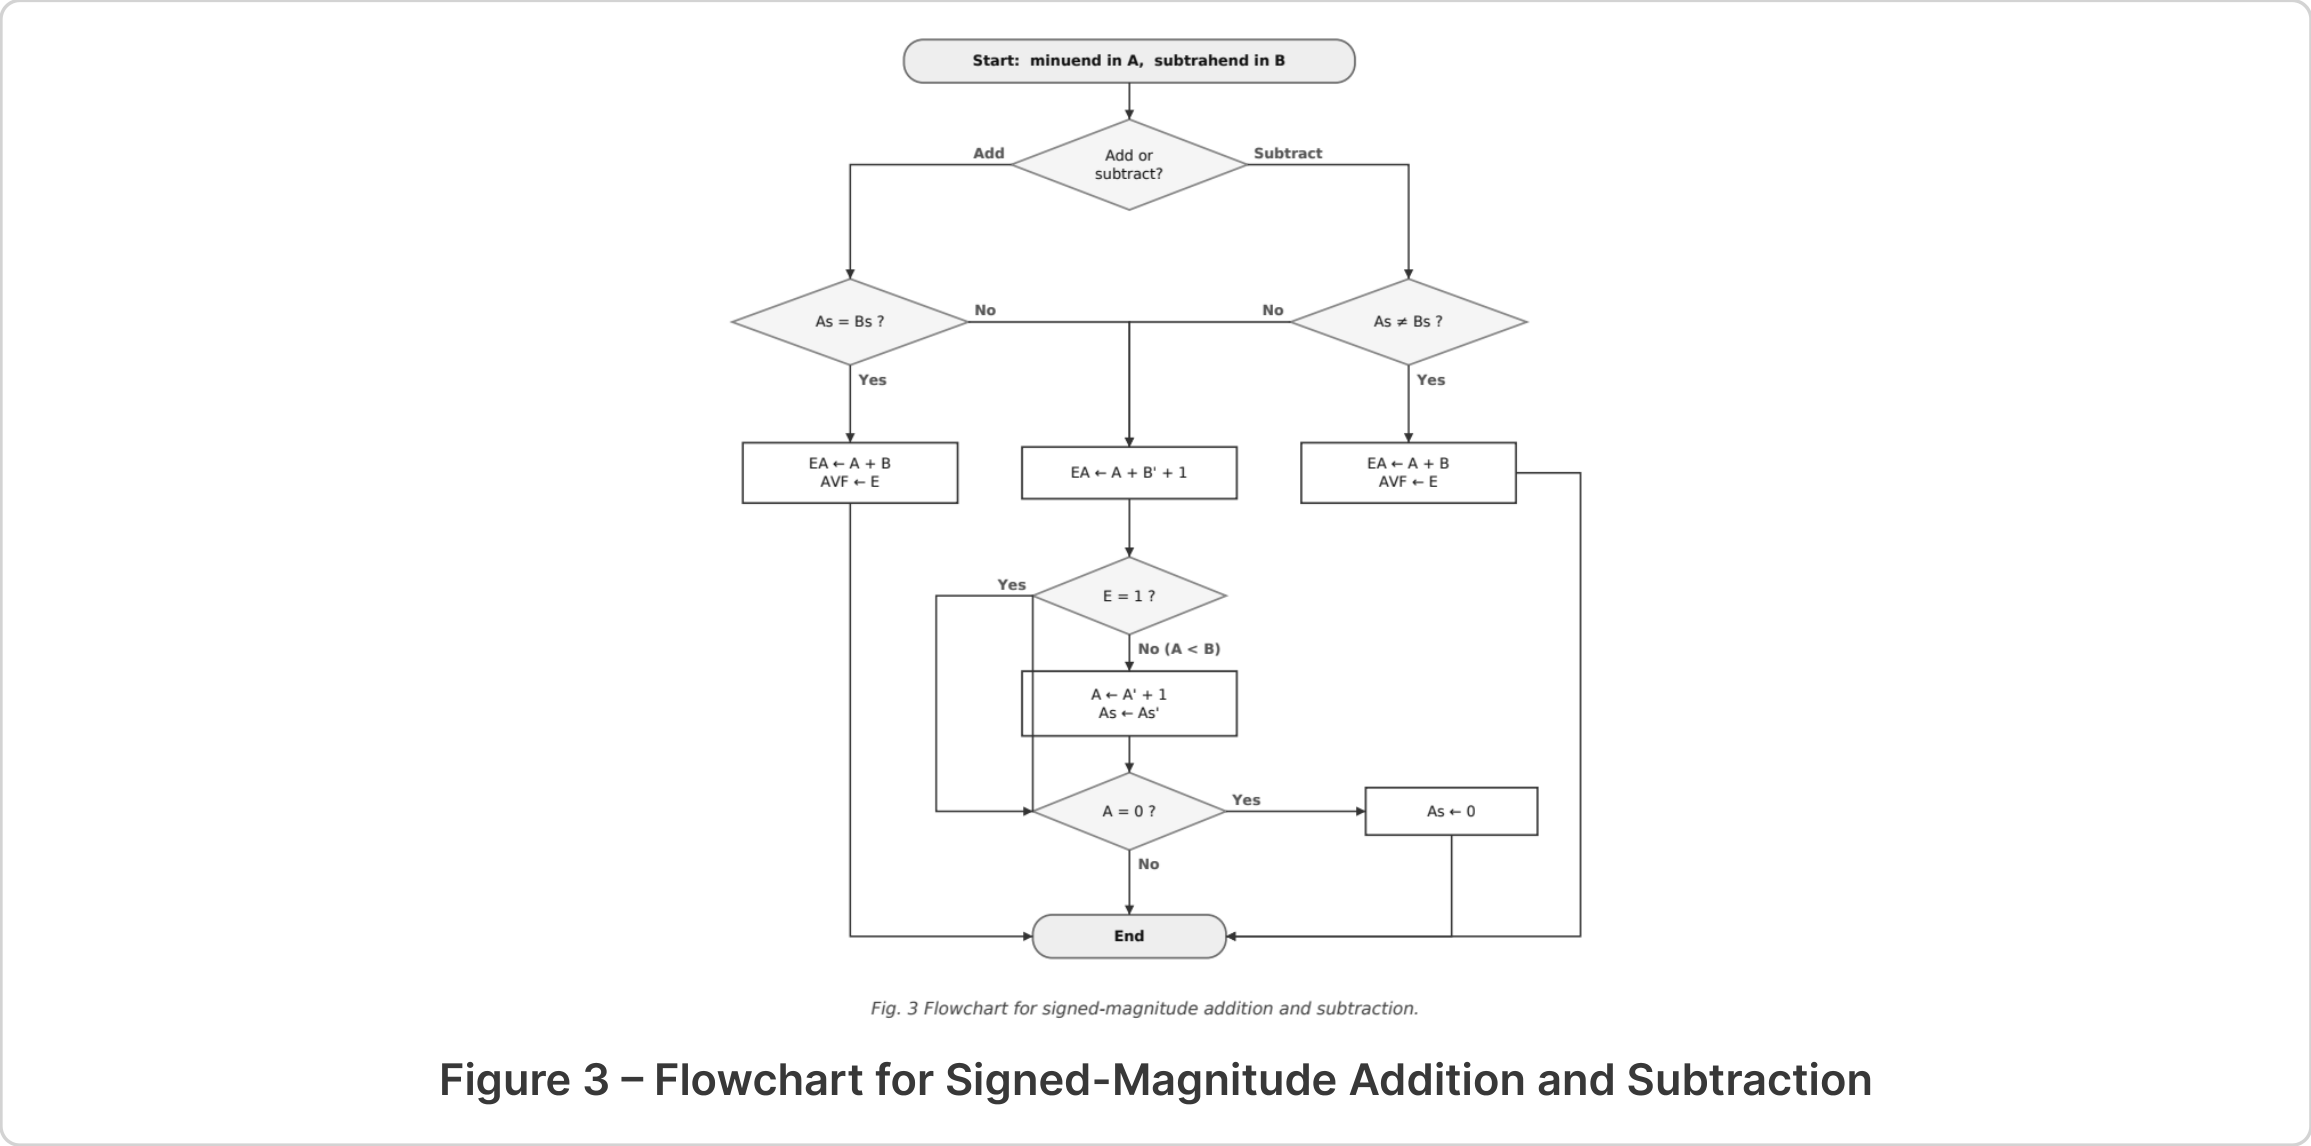 Start:  minuend in A,  subtrahend in B
Add or
subtract?
Add
Subtract
As = Bs ?
No
No
As ≠ Bs ?
Yes
Yes
EA ← A + B
AVF ← E
EA ← A + B' + 1
EA ← A + B
AVF ← E
Yes
E = 1 ?
No (A < B)
A ← A' + 1
As ← As'
A = 0 ?
Yes
As ← 0
No
End
Fig. 3 Flowchart for signed-magnitude addition and subtraction.
Figure 3 – Flowchart for Signed-Magnitude Addition and Subtraction